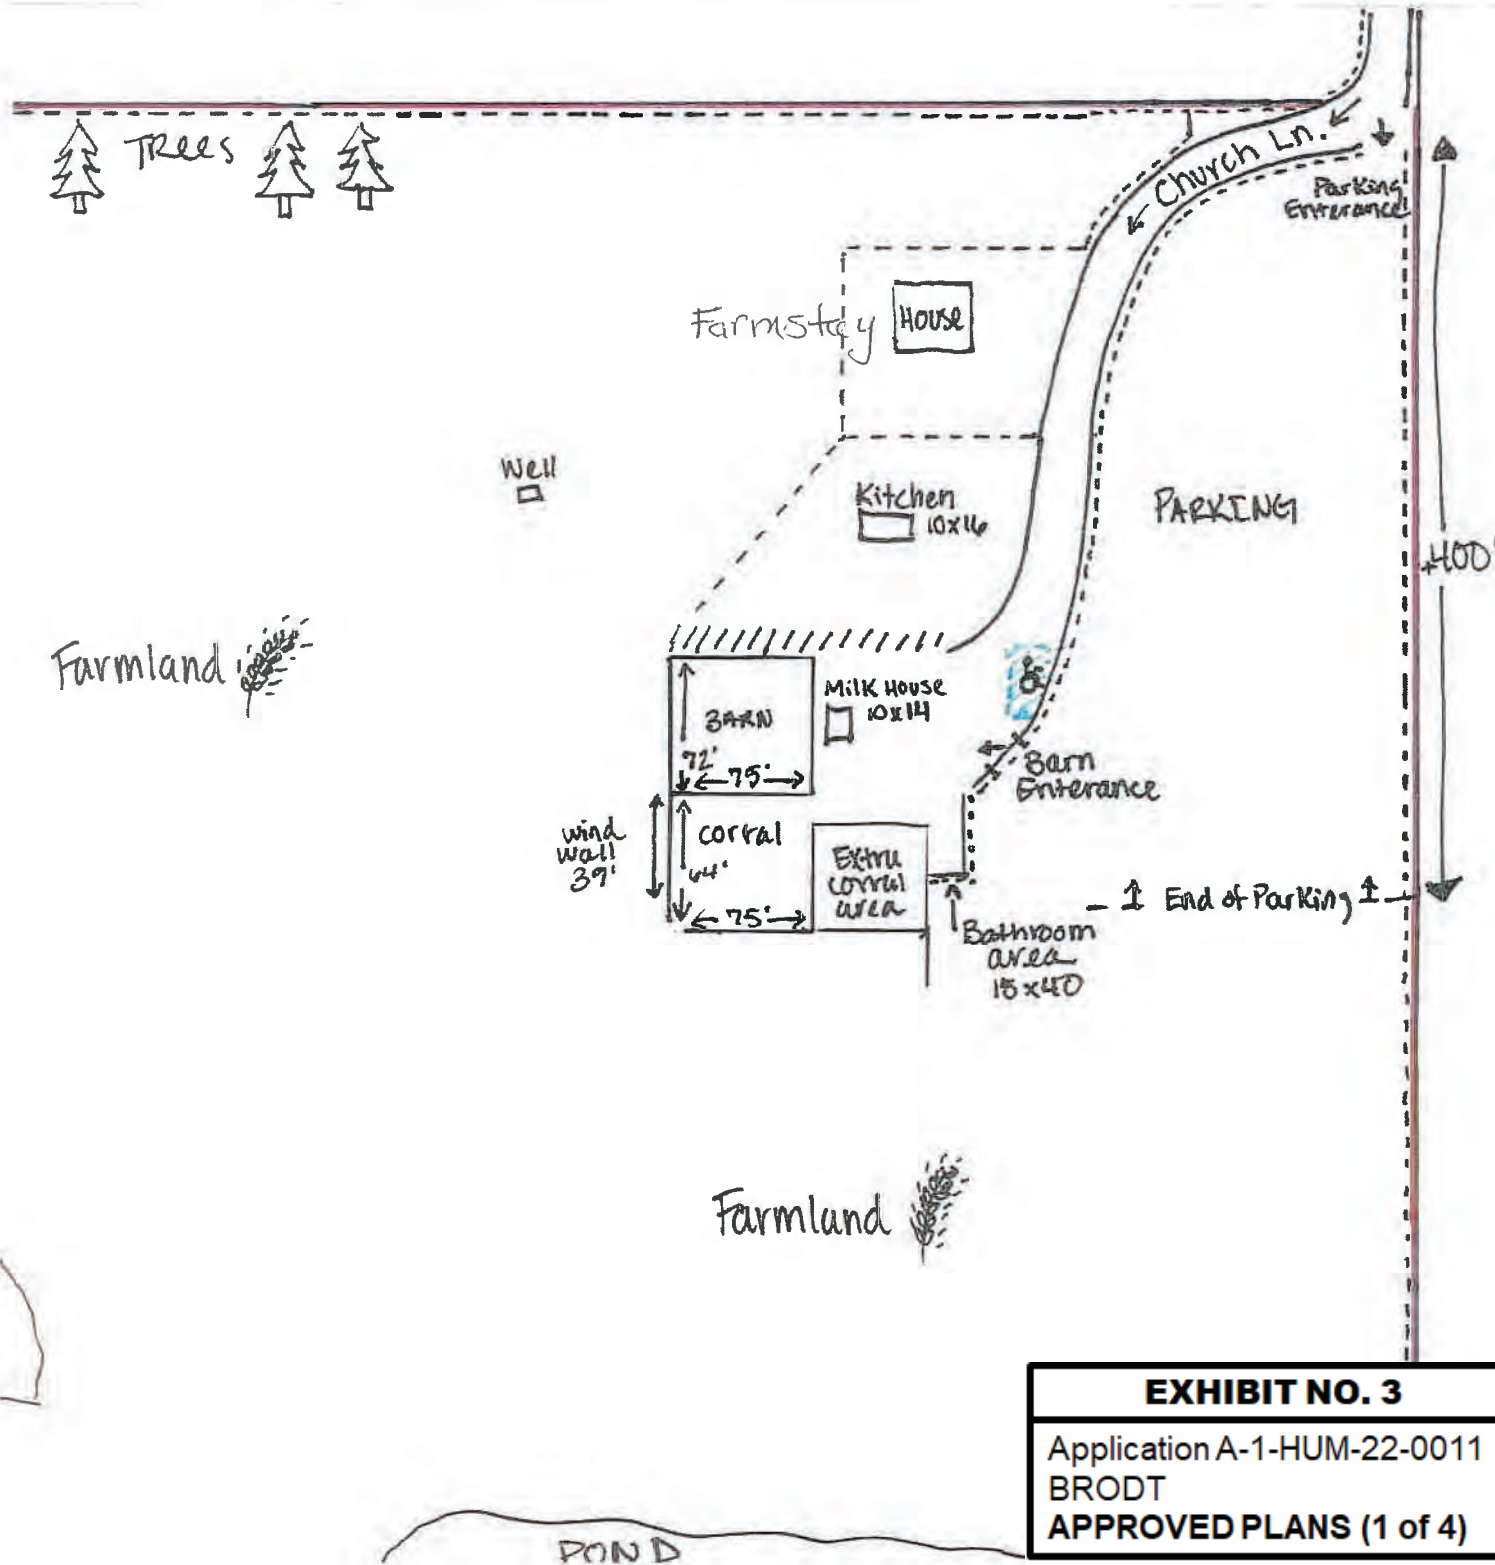 TREES
Church Ln.
Parking
Enterance
Farmstay
House
Well
Kitchen
10x16
PARKING
+400'
Farmland
BARN
72'
75'
Milk House
10x14
Barn
Enterance
wind
wall
39'
corral
64'
75'
Extra
corral
area
End of Parking
Bathroom
area
15x40
Farmland
POND
EXHIBIT NO. 3
Application A-1-HUM-22-0011
BRODT
APPROVED PLANS (1 of 4)